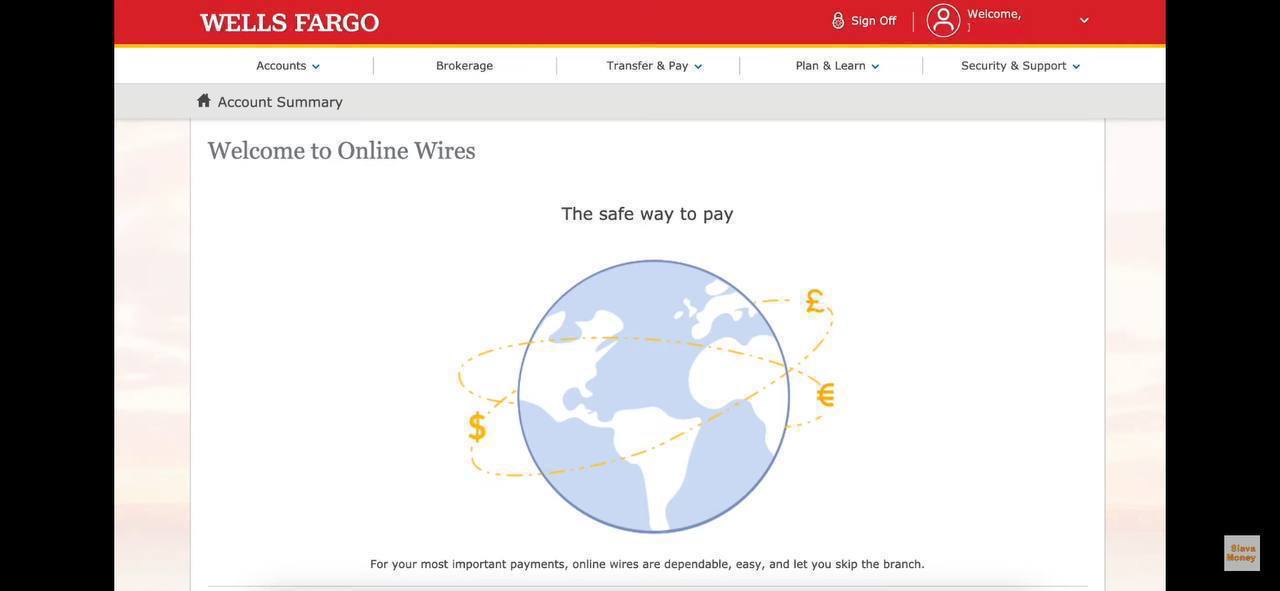 WELLS FARGO
Sign Off
Welcome,
Accounts
Brokerage
Transfer & Pay
Plan & Learn
Security & Support
Account Summary
Welcome to Online Wires
The safe way to pay
£
€
$
For your most important payments, online wires are dependable, easy, and let you skip the branch.
Slava
Money